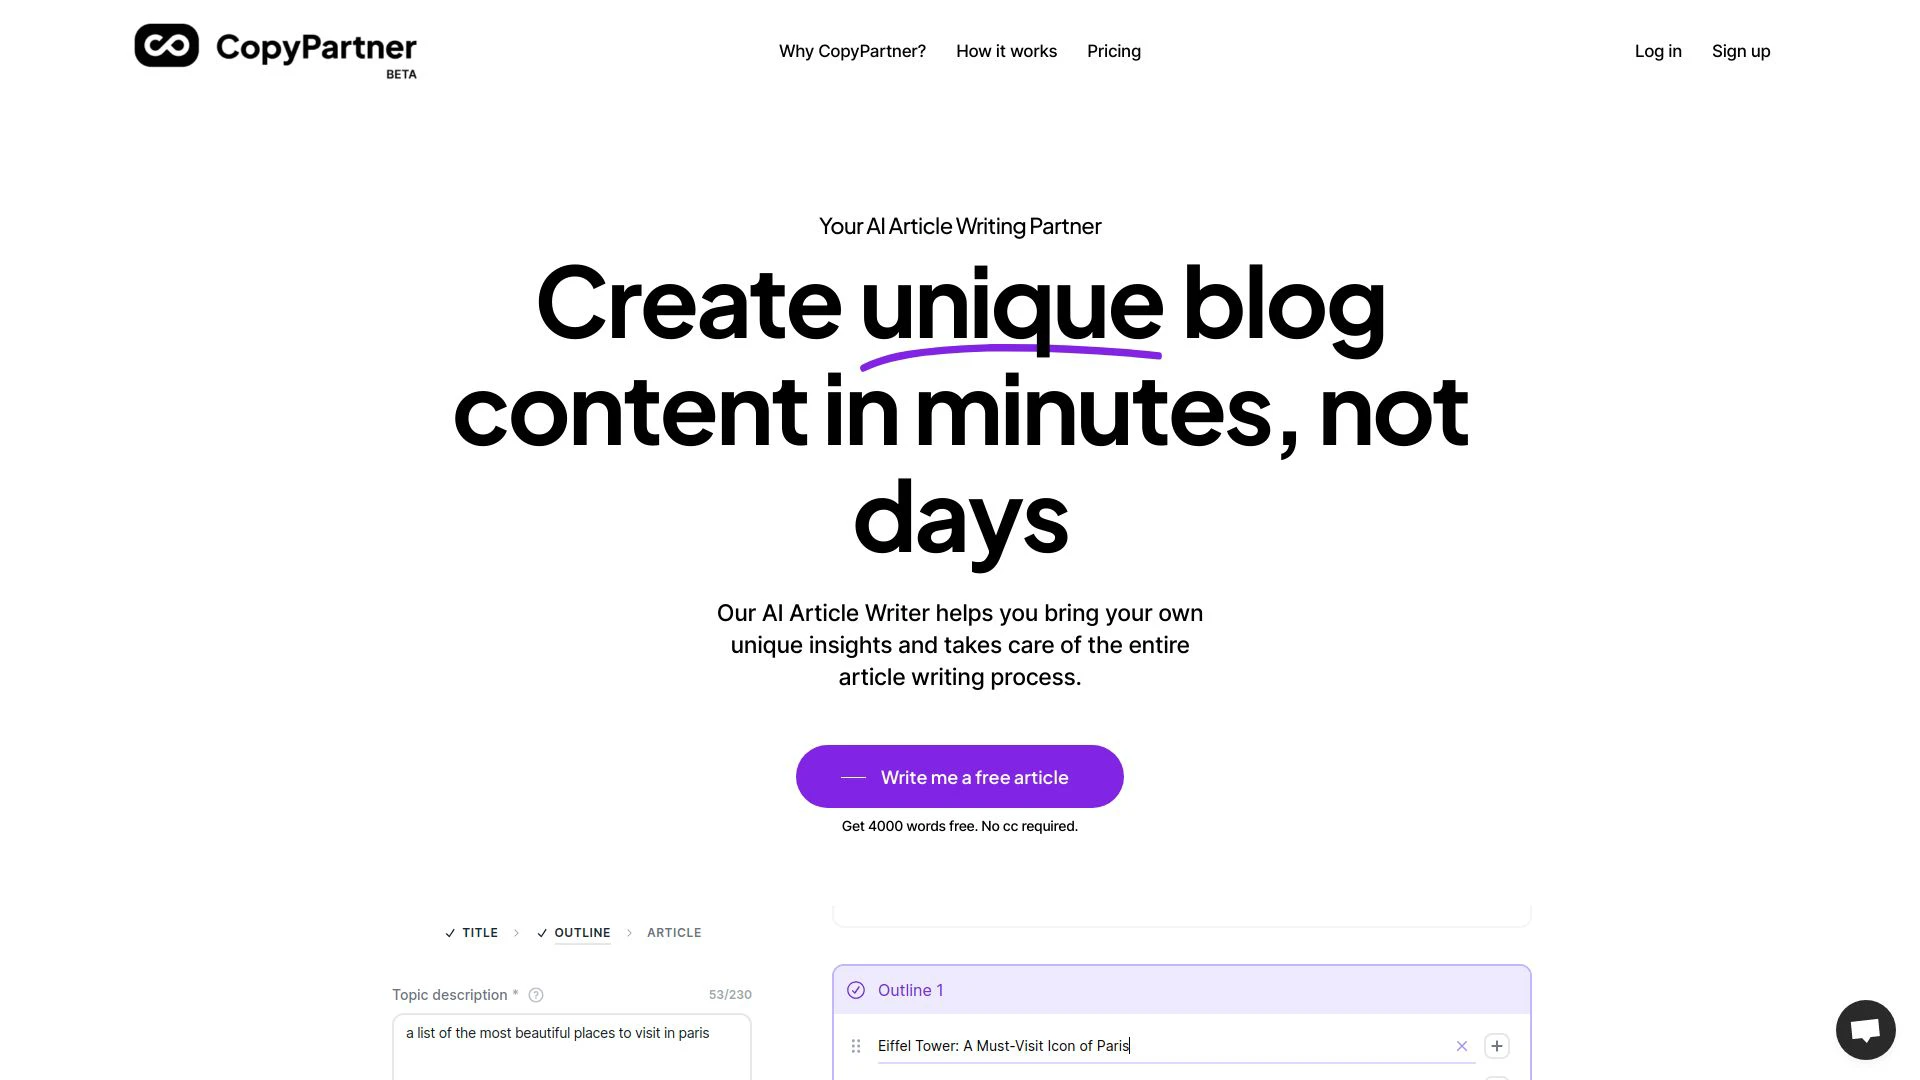 CopyPartner
BETA
Why CopyPartner?
How it works
Pricing
Log in
Sign up
Your AI Article Writing Partner
Create unique blog
content in minutes, not
days
Our AI Article Writer helps you bring your own
unique insights and takes care of the entire
article writing process.
Write me a free article
Get 4000 words free. No cc required.
TITLE
OUTLINE
ARTICLE
Topic description *
53/230
a list of the most beautiful places to visit in paris
Outline 1
Eiffel Tower: A Must-Visit Icon of Paris